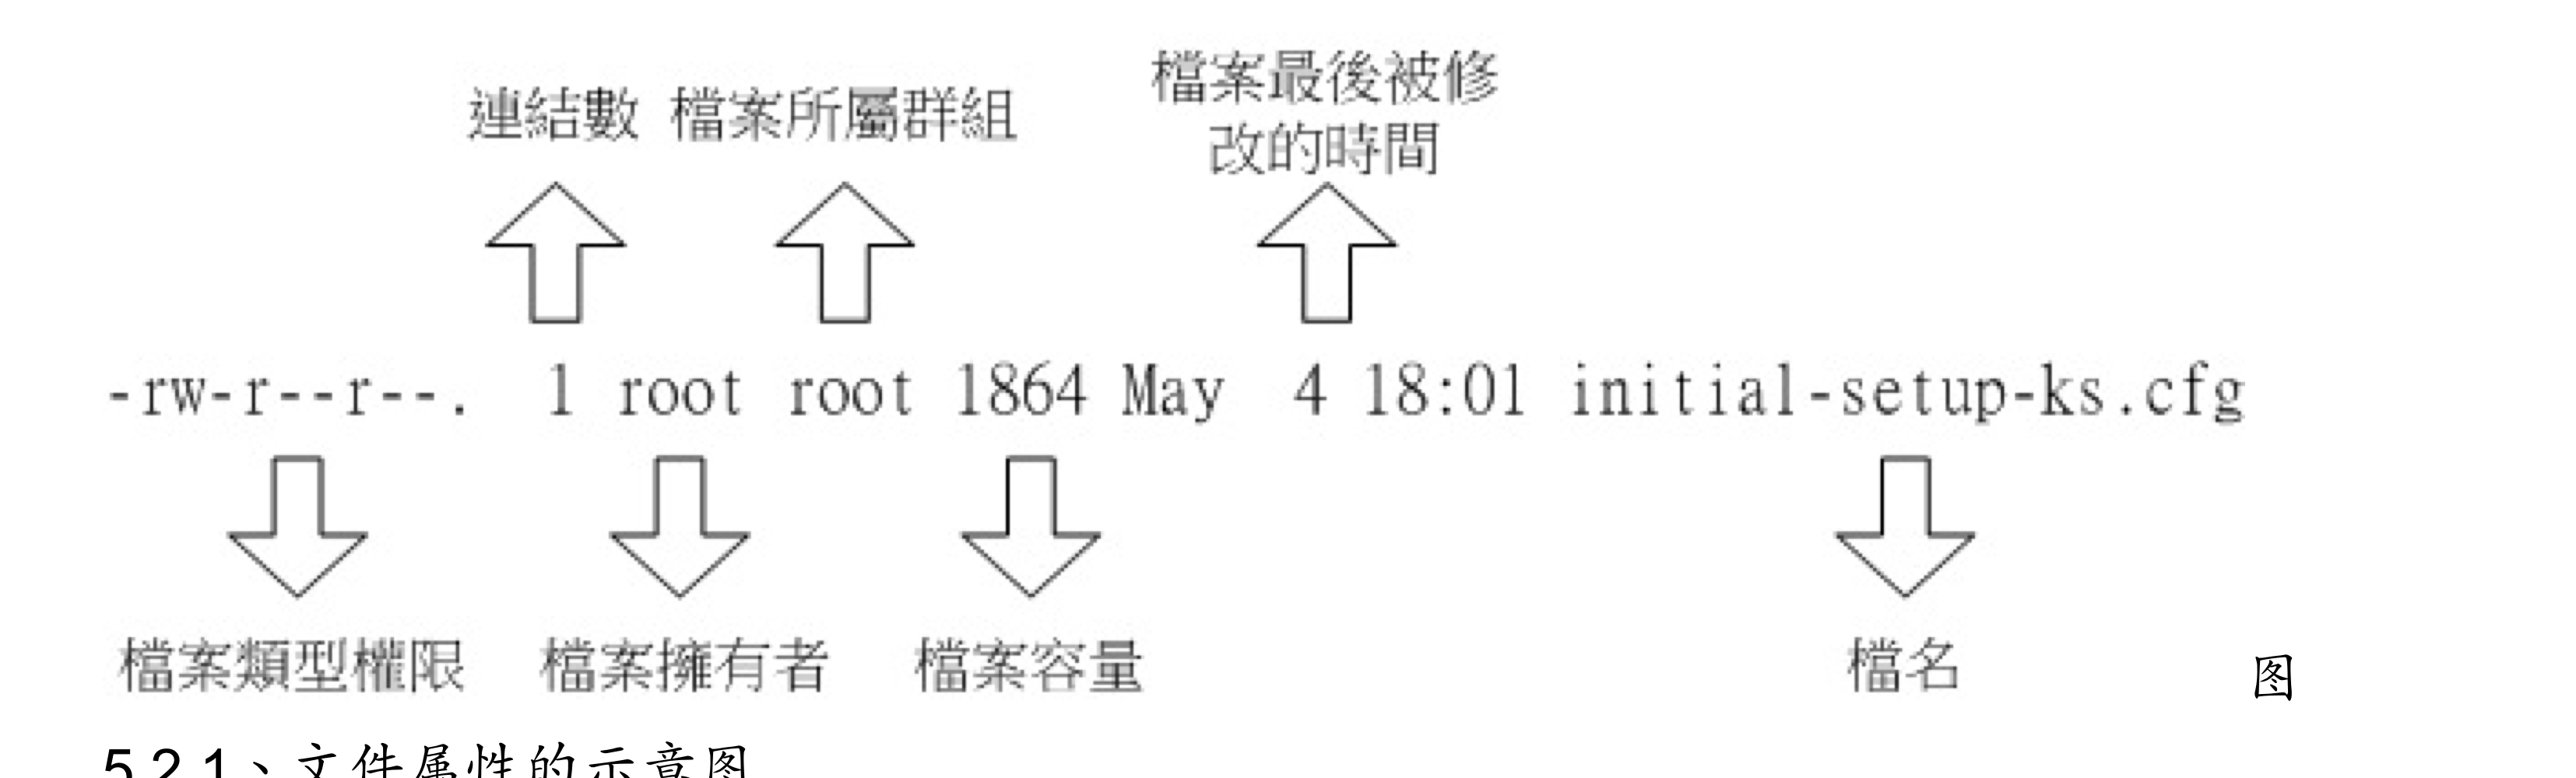 檔案最後被修
連結數 檔案所屬群組
改的時間
-rw-r--r--. 1 root root 1864 May 4 18:01 initial-setup-ks.cfg
檔案類型權限 檔案擁有者 檔案容量 檔名 图
5.2.1、文件属性的示意图